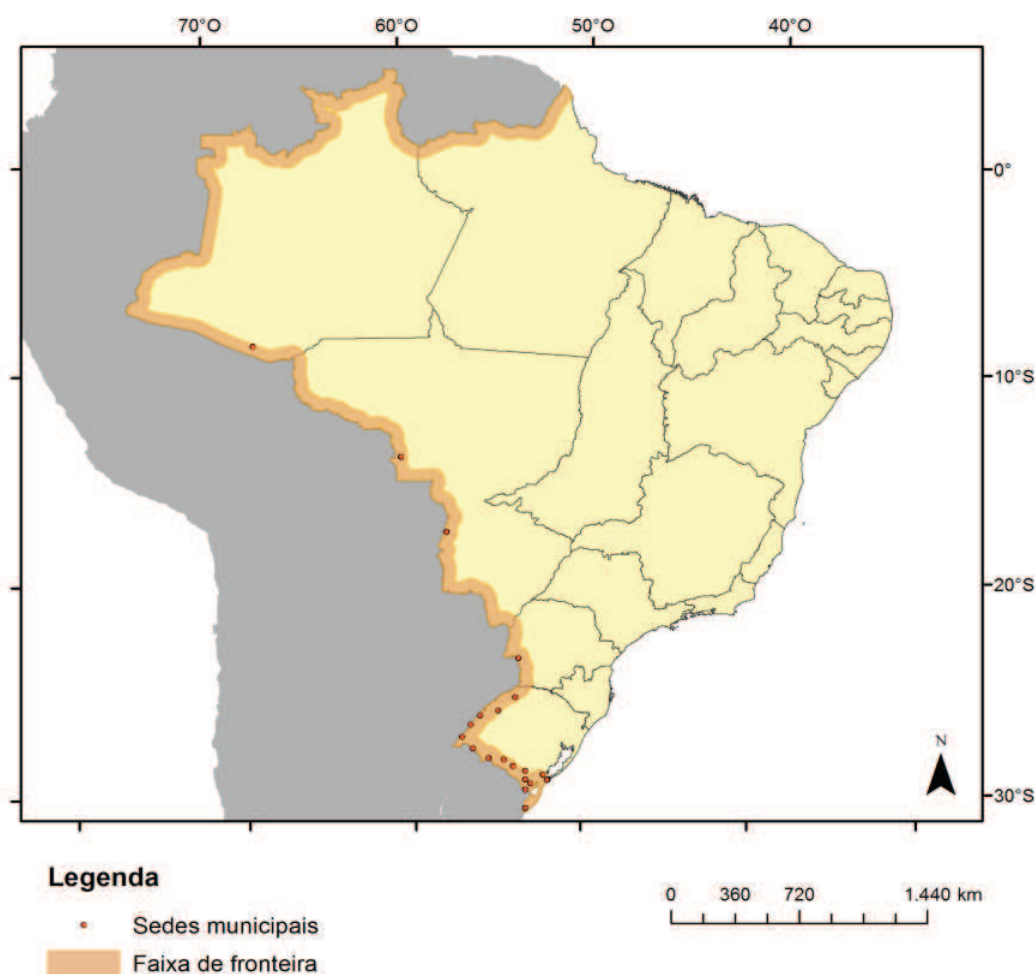 70°O 60°O 50°O 40°O
0°
10°S
20°S
N
30°S
Legenda
0 360 720 1.440 km
Sedes municipais
Faixa de fronteira